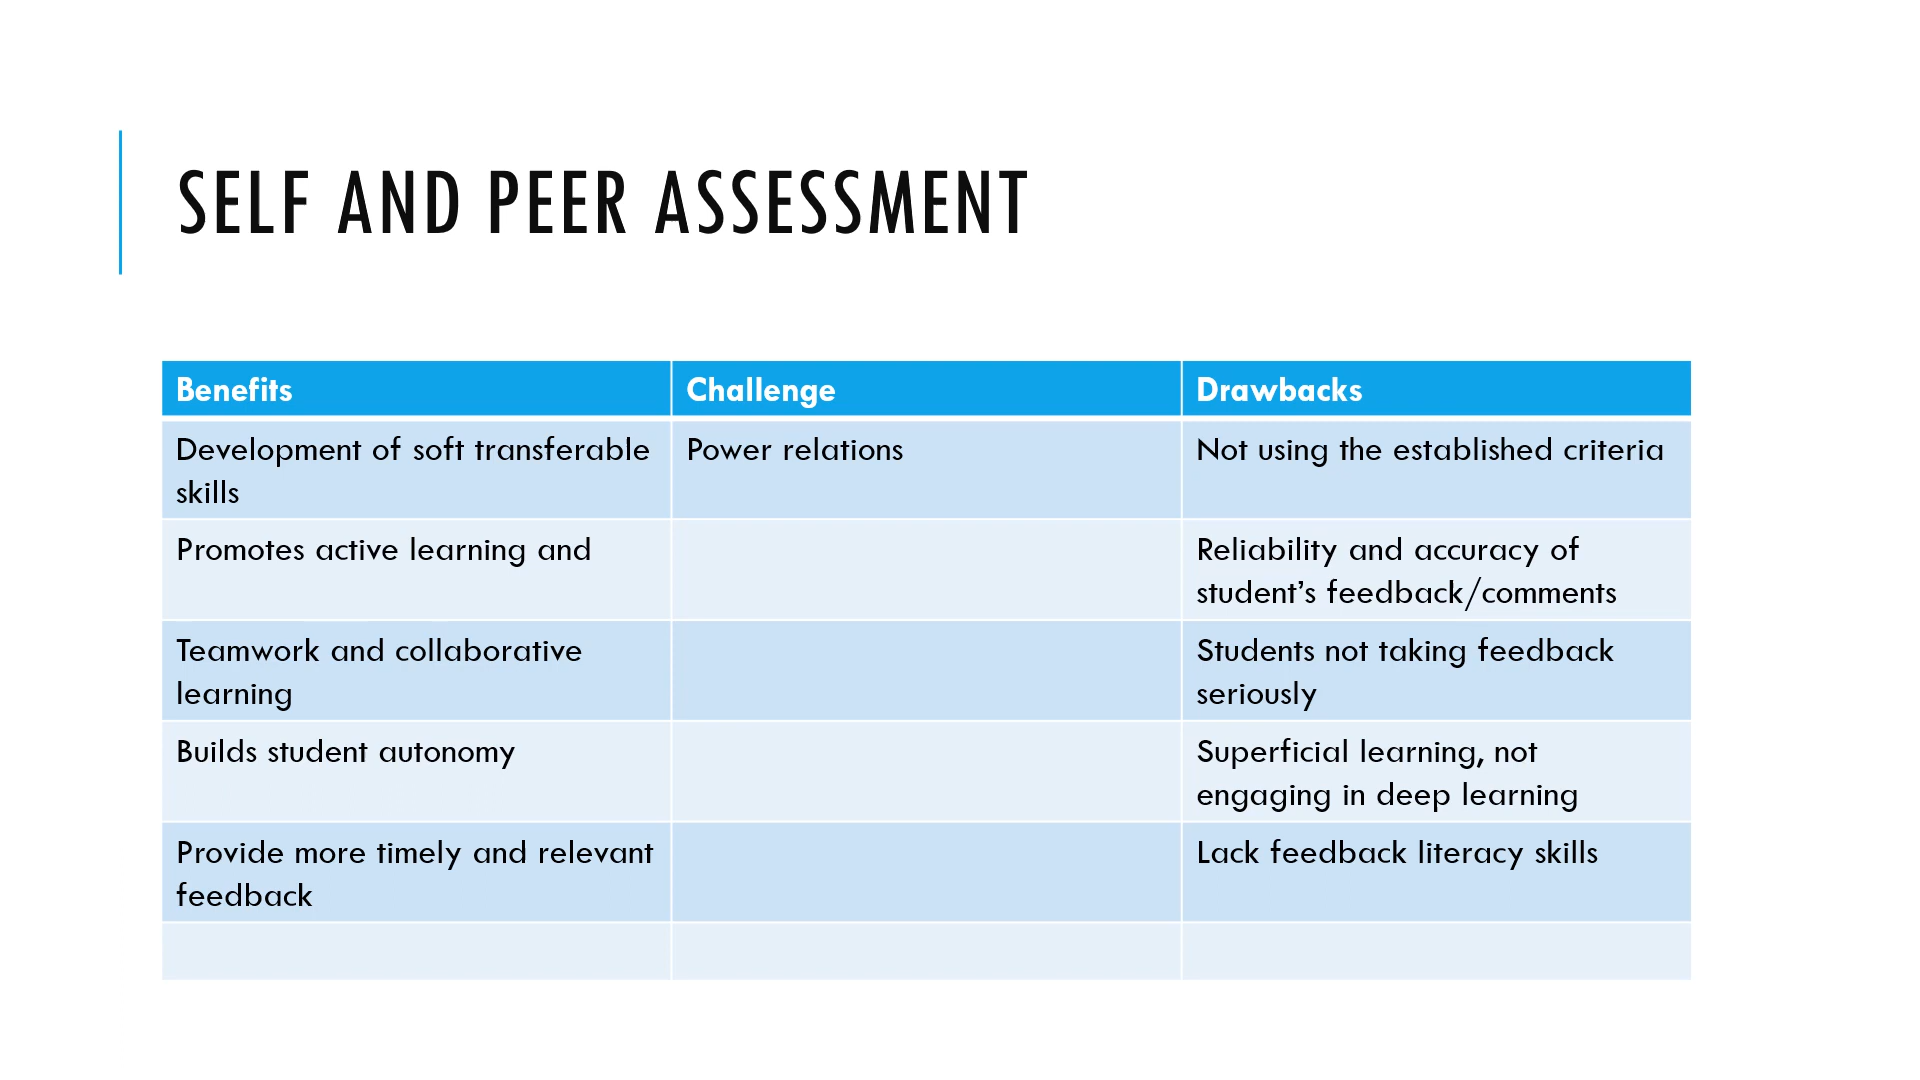 SELF AND PEER ASSESSMENT
Benefits
Challenge
Drawbacks
Development of soft transferable
skills
Power relations
Not using the established criteria
Promotes active learning and
Reliability and accuracy of
student’s feedback/comments
Teamwork and collaborative
learning
Students not taking feedback
seriously
Builds student autonomy
Superficial learning, not
engaging in deep learning
Provide more timely and relevant
feedback
Lack feedback literacy skills